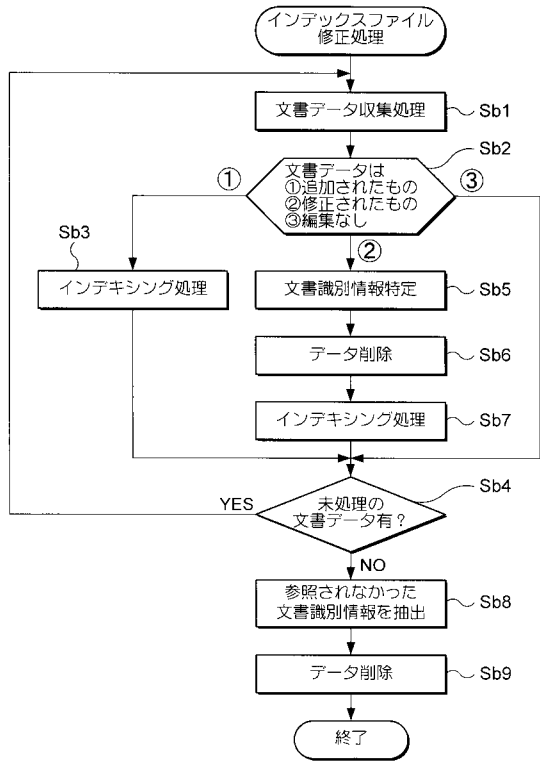 インデックスファイル
修正処理
文書データ収集処理
Sb1
Sb2
文書データは
①追加されたもの
②修正されたもの
③編集なし
①
③
②
Sb3
インデキシング処理
文書識別情報特定
Sb5
データ削除
Sb6
インデキシング処理
Sb7
Sb4
YES
未処理の
文書データ有?
NO
参照されなかった
文書識別情報を抽出
Sb8
データ削除
Sb9
終了